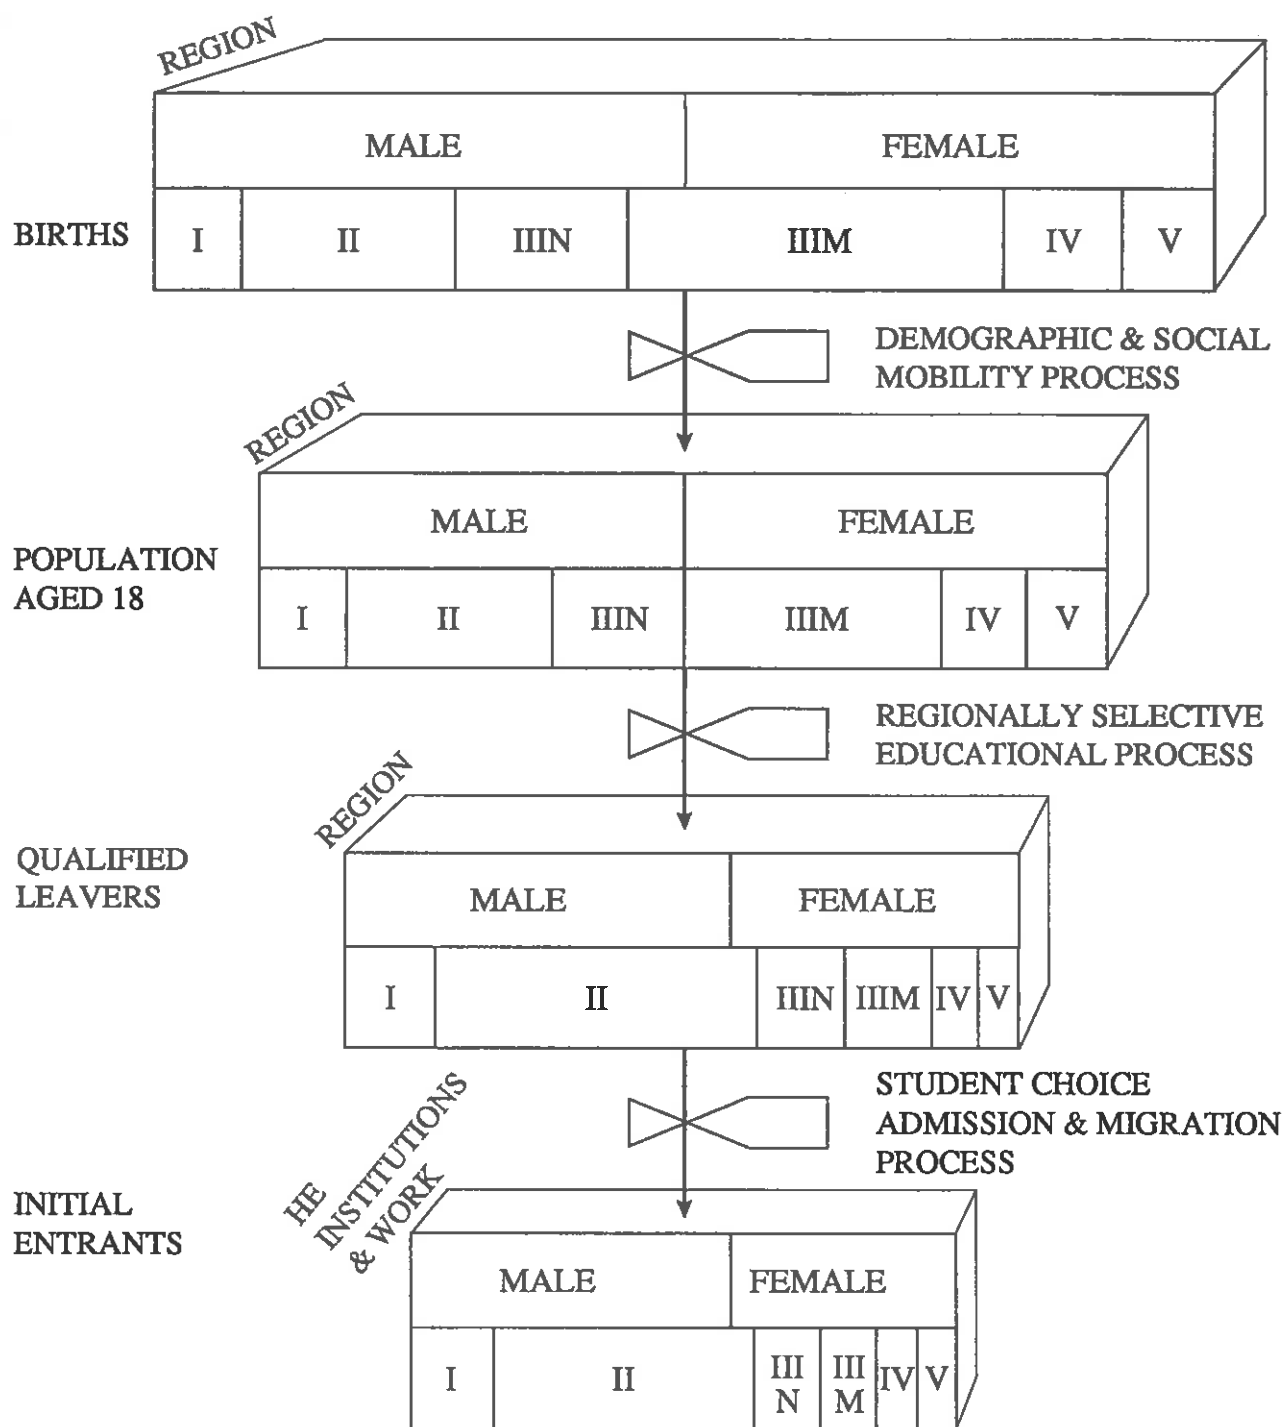 REGION
MALE FEMALE
BIRTHS I II IIIN IIIM IV V
DEMOGRAPHIC & SOCIAL
MOBILITY PROCESS
REGION
MALE FEMALE
POPULATION
AGED 18
I II IIIN IIIM IV V
REGIONALLY SELECTIVE
EDUCATIONAL PROCESS
REGION
QUALIFIED
LEAVERS
MALE FEMALE
I II IIIN IIIM IV V
STUDENT CHOICE
ADMISSION & MIGRATION
PROCESS
HE
INSTITUTIONS
& WORK
INITIAL
ENTRANTS
MALE FEMALE
I II III N III M IV V